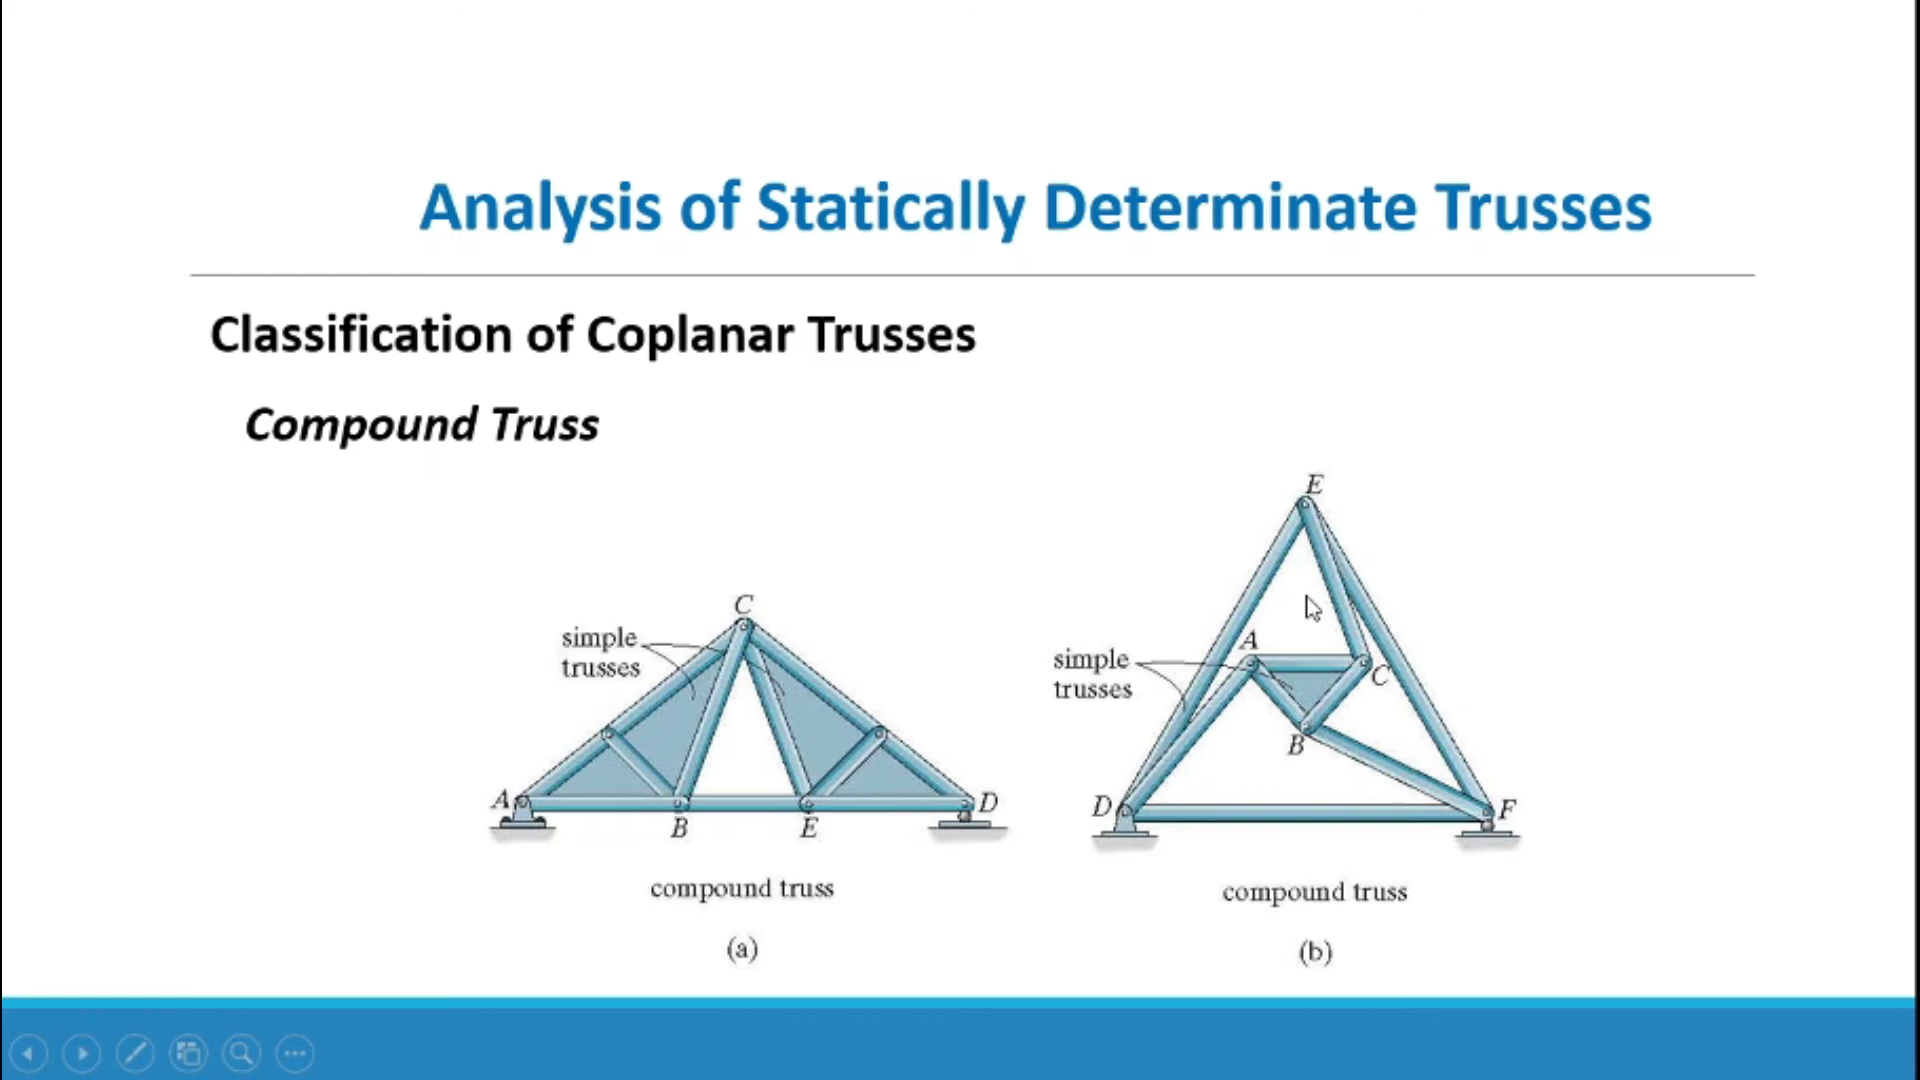 Analysis of Statically Determinate Trusses
Classification of Coplanar Trusses
Compound Truss
C
simple
trusses
A
B
E
D
compound truss
(a)
E
A
simple
trusses
C
B
D
F
compound truss
(b)